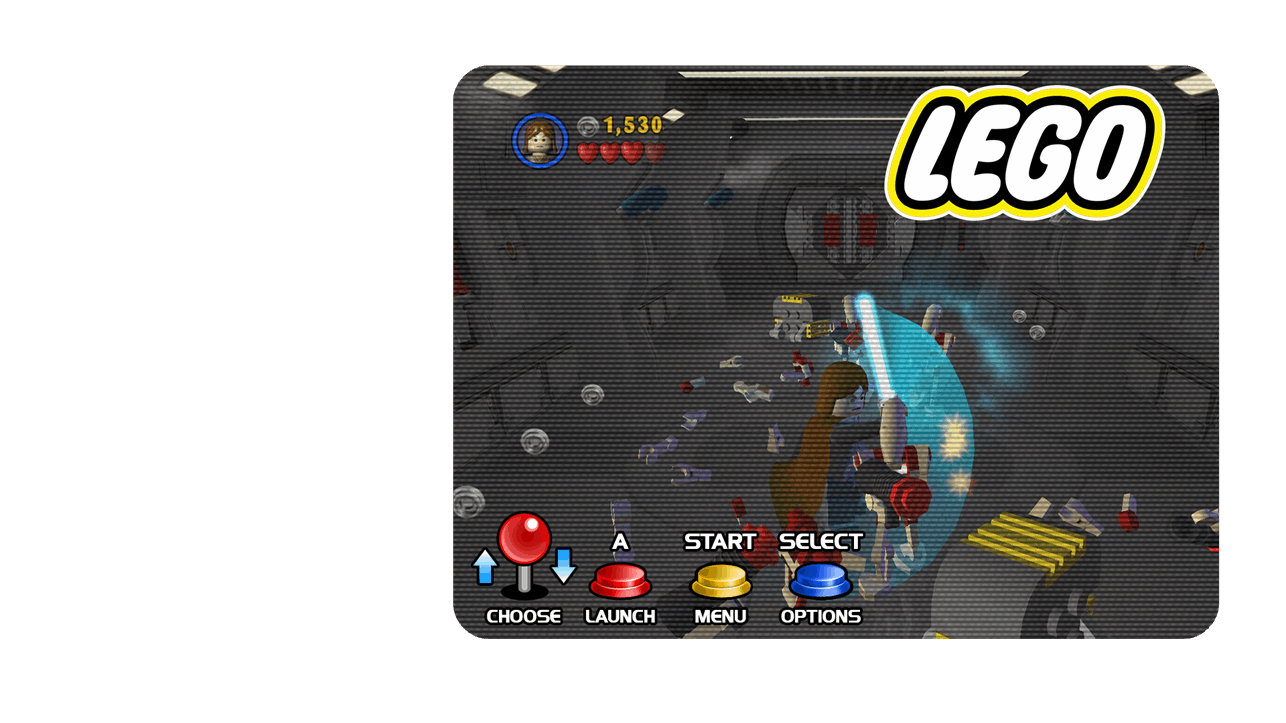 LEGO
1,530
A
START
SELECT
CHOOSE
LAUNCH
MENU
OPTIONS